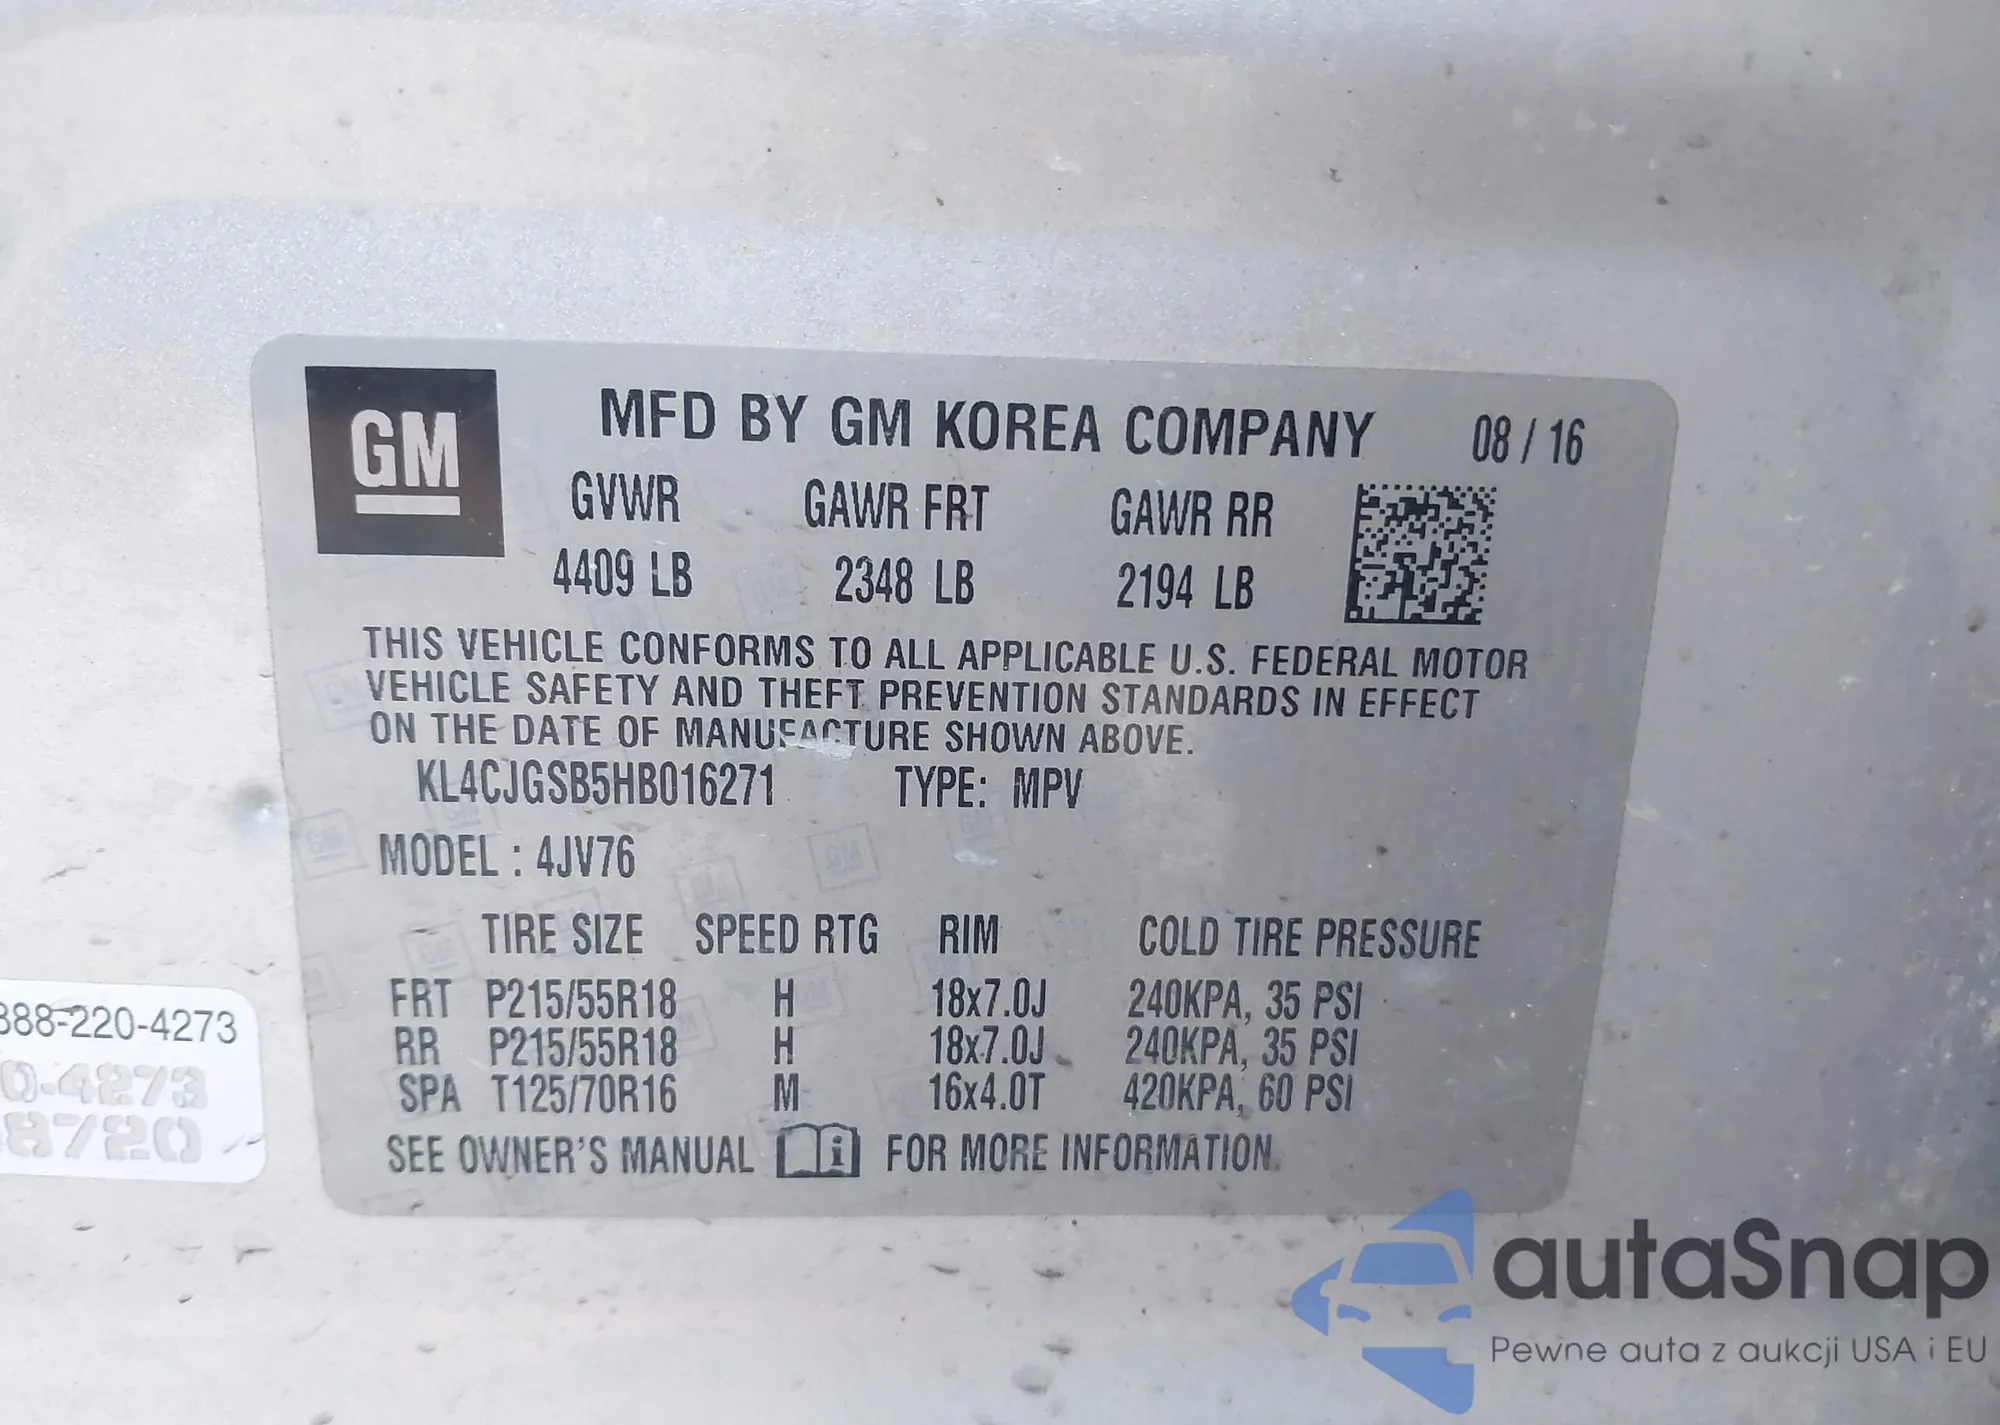 GM
MFD BY GM KOREA COMPANY 08 / 16
GVWR GAWR FRT GAWR RR
4409 LB 2348 LB 2194 LB
THIS VEHICLE CONFORMS TO ALL APPLICABLE U.S. FEDERAL MOTOR
VEHICLE SAFETY AND THEFT PREVENTION STANDARDS IN EFFECT
ON THE DATE OF MANUFACTURE SHOWN ABOVE.
KL4CJGSB5HB016271 TYPE: MPV
MODEL : 4JV76
TIRE SIZE SPEED RTG RIM COLD TIRE PRESSURE
FRT P215/55R18 H 18x7.0J 240KPA, 35 PSI
RR P215/55R18 H 18x7.0J 240KPA, 35 PSI
SPA T125/70R16 M 16x4.0T 420KPA, 60 PSI
SEE OWNER'S MANUAL i FOR MORE INFORMATION.
888-220-4273
0-4273
8720
autaSnap
Pewne auta z aukcji USA i EU